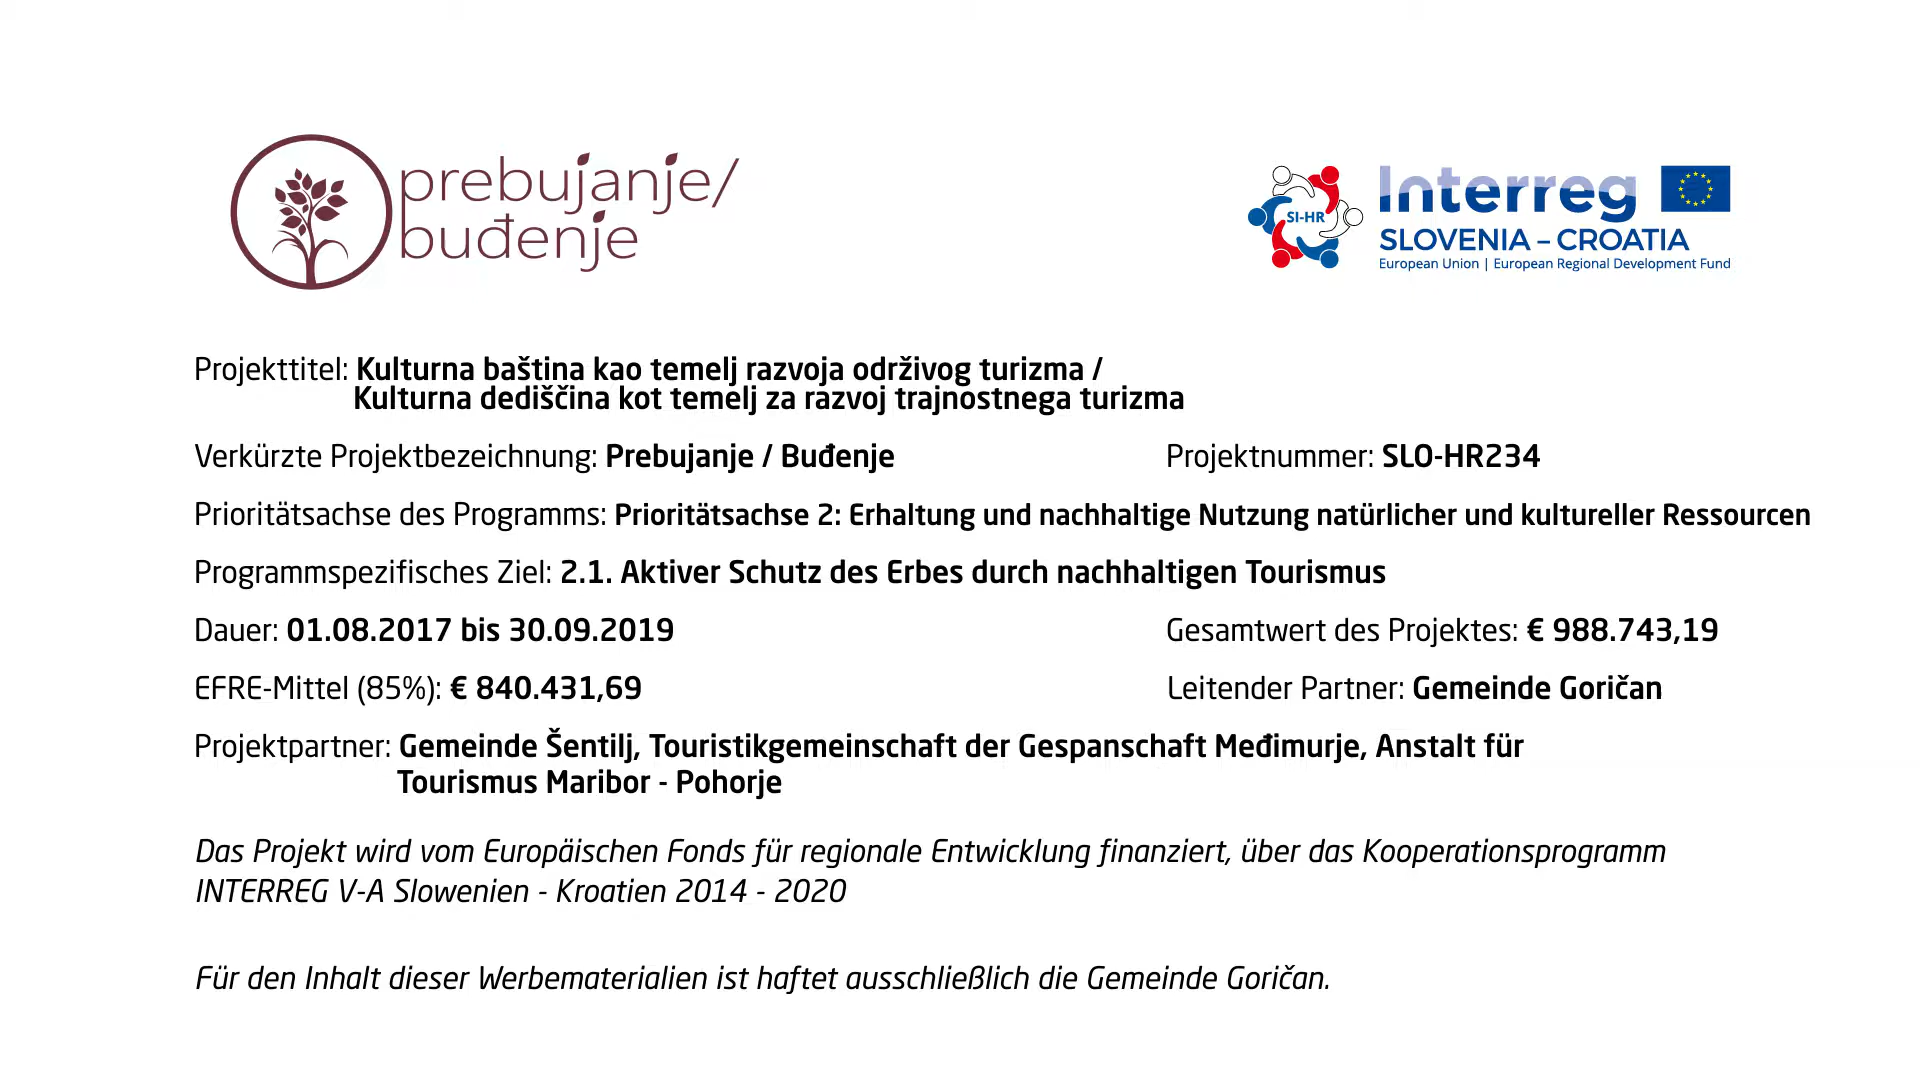 prebujanje/
buđenje
SI-HR
Interreg
SLOVENIA – CROATIA
European Union | European Regional Development Fund
Projekttitel: Kulturna baština kao temelj razvoja održivog turizma /
Kulturna dediščina kot temelj za razvoj trajnostnega turizma
Verkürzte Projektbezeichnung: Prebujanje / Buđenje
Projektnummer: SLO-HR234
Prioritätsachse des Programms: Prioritätsachse 2: Erhaltung und nachhaltige Nutzung natürlicher und kultureller Ressourcen
Programmspezifisches Ziel: 2.1. Aktiver Schutz des Erbes durch nachhaltigen Tourismus
Dauer: 01.08.2017 bis 30.09.2019
Gesamtwert des Projektes: € 988.743,19
EFRE-Mittel (85%): € 840.431,69
Leitender Partner: Gemeinde Goričan
Projektpartner: Gemeinde Šentilj, Touristikgemeinschaft der Gespanschaft Međimurje, Anstalt für
Tourismus Maribor - Pohorje
Das Projekt wird vom Europäischen Fonds für regionale Entwicklung finanziert, über das Kooperationsprogramm
INTERREG V-A Slowenien - Kroatien 2014 - 2020
Für den Inhalt dieser Werbematerialien ist haftet ausschließlich die Gemeinde Goričan.